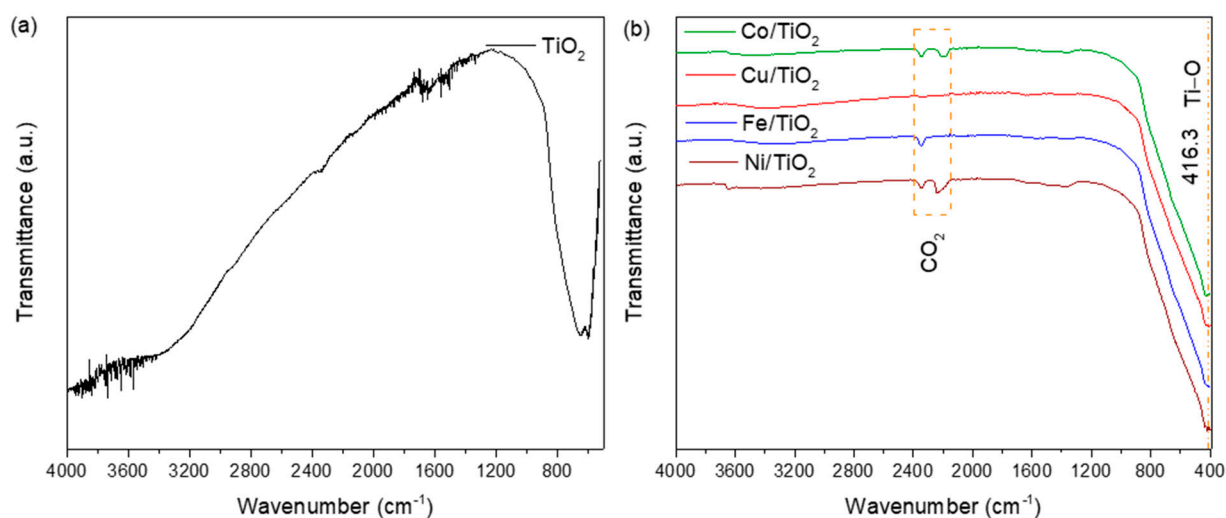 (a)
TiO₂
Transmittance (a.u.)
4000 3600 3200 2800 2400 2000 1600 1200 800
Wavenumber (cm⁻¹)
(b)
Co/TiO₂
Cu/TiO₂
Fe/TiO₂
Ni/TiO₂
CO₂
416.3 Ti–O
Transmittance (a.u.)
4000 3600 3200 2800 2400 2000 1600 1200 800 400
Wavenumber (cm⁻¹)